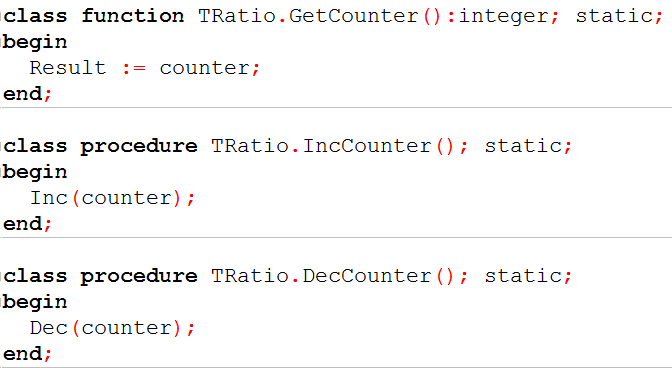 class function TRatio.GetCounter():integer; static;
begin
  Result := counter;
end;
class procedure TRatio.IncCounter(); static;
begin
  Inc(counter);
end;
class procedure TRatio.DecCounter(); static;
begin
  Dec(counter);
end;